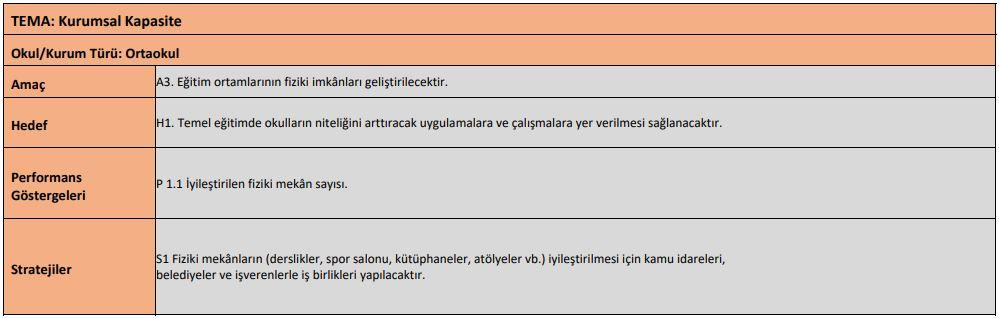 TEMA: Kurumsal Kapasite
Okul/Kurum Türü: Ortaokul
Amaç
A3. Eğitim ortamlarının fiziki imkânları geliştirilecektir.
Hedef
H1. Temel eğitimde okulların niteliğini arttıracak uygulamalara ve çalışmalara yer verilmesi sağlanacaktır.
Performans
Göstergeleri
P 1.1 İyileştirilen fiziki mekân sayısı.
Stratejiler
S1 Fiziki mekânların (derslikler, spor salonu, kütüphaneler, atölyeler vb.) iyileştirilmesi için kamu idareleri,
belediyeler ve işverenlerle iş birlikleri yapılacaktır.